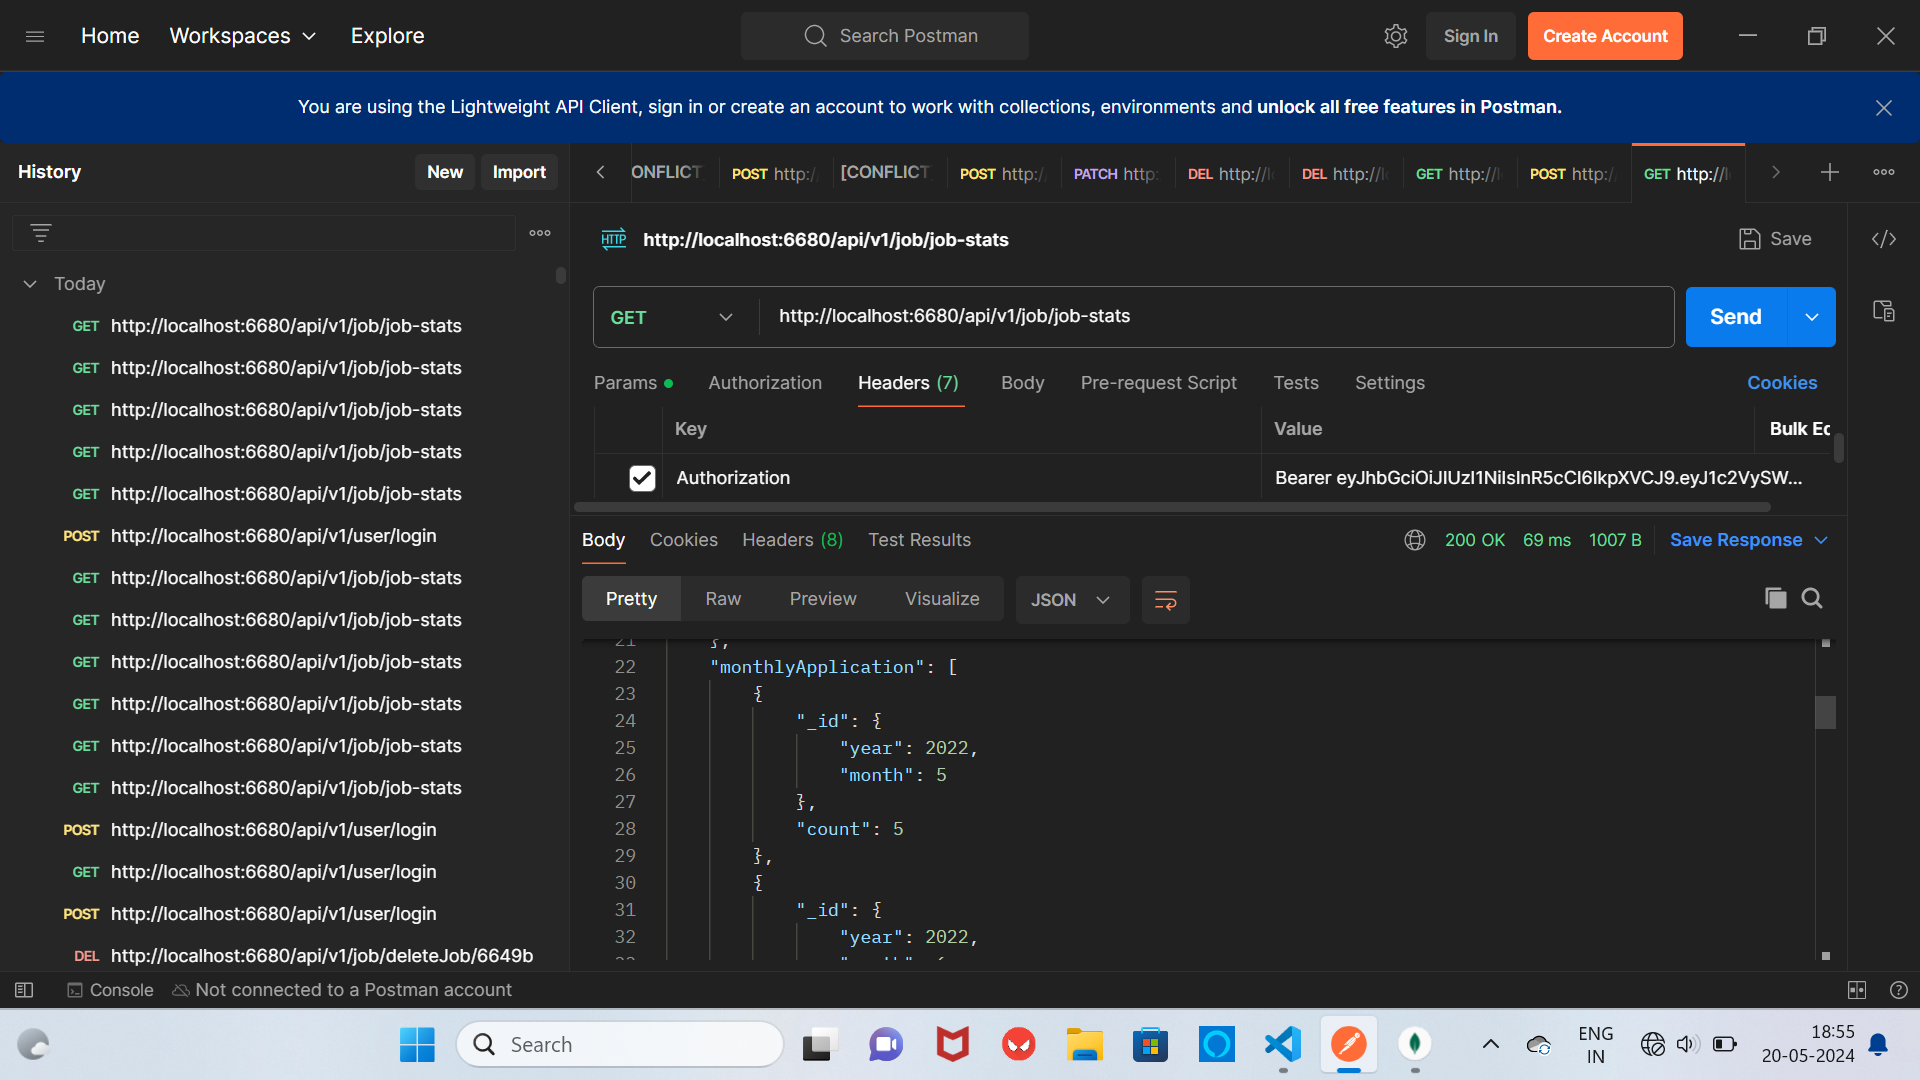 Home Workspaces Explore Search Postman Sign In Create Account
You are using the Lightweight API Client, sign in or create an account to work with collections, environments and unlock all free features in Postman.
History New Import
ONFLICT POST http:/ [CONFLICT POST http:/ PATCH http: DEL http://l DEL http://l GET http://l POST http:/ GET http://l
HTTP http://localhost:6680/api/v1/job/job-stats Save </>
Today
GET http://localhost:6680/api/v1/job/job-stats
GET http://localhost:6680/api/v1/job/job-stats
GET http://localhost:6680/api/v1/job/job-stats
GET http://localhost:6680/api/v1/job/job-stats
GET http://localhost:6680/api/v1/job/job-stats
POST http://localhost:6680/api/v1/user/login
GET http://localhost:6680/api/v1/job/job-stats
GET http://localhost:6680/api/v1/job/job-stats
GET http://localhost:6680/api/v1/job/job-stats
GET http://localhost:6680/api/v1/job/job-stats
GET http://localhost:6680/api/v1/job/job-stats
GET http://localhost:6680/api/v1/job/job-stats
POST http://localhost:6680/api/v1/user/login
GET http://localhost:6680/api/v1/user/login
POST http://localhost:6680/api/v1/user/login
DEL http://localhost:6680/api/v1/job/deleteJob/6649b
GET http://localhost:6680/api/v1/job/job-stats Send
Params Authorization Headers (7) Body Pre-request Script Tests Settings Cookies
Key Value Bulk Ed
Authorization Bearer eyJhbGciOiJIUzI1NiIsInR5cCI6IkpXVCJ9.eyJ1c2VySW...
Body Cookies Headers (8) Test Results 200 OK 69 ms 1007 B Save Response
Pretty Raw Preview Visualize JSON
21 },
22 "monthlyApplication": [
23 {
24 "_id": {
25 "year": 2022,
26 "month": 5
27 },
28 "count": 5
29 },
30 {
31 "_id": {
32 "year": 2022,
Console Not connected to a Postman account
Search
ENG
IN
18:55
20-05-2024